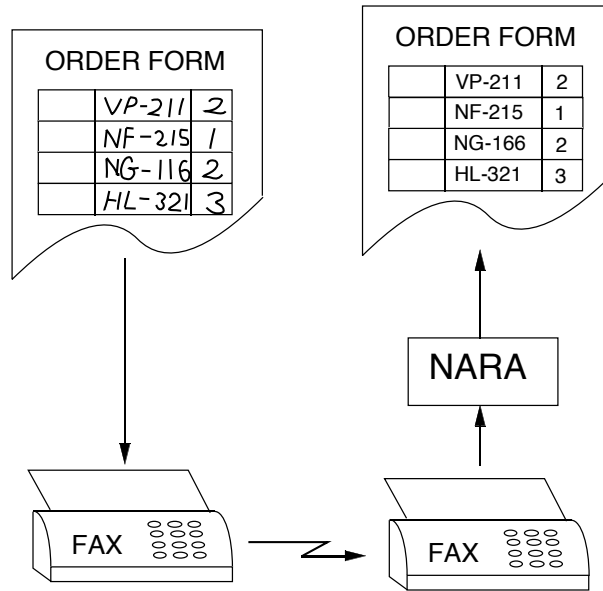 ORDER FORM
VP-211 2
NF-215 1
NG-116 2
HL-321 3
ORDER FORM
VP-211 2
NF-215 1
NG-166 2
HL-321 3
NARA
FAX
FAX